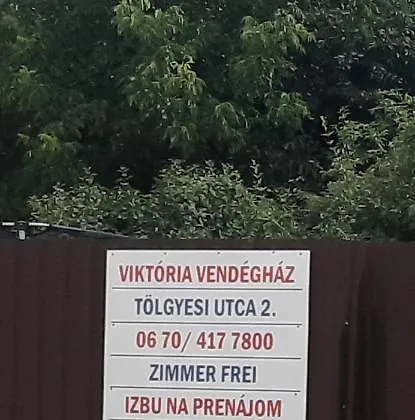 VIKTÓRIA VENDÉGHÁZ
TÖLGYESI UTCA 2.
06 70/ 417 7800
ZIMMER FREI
IZBU NA PRENÁJOM